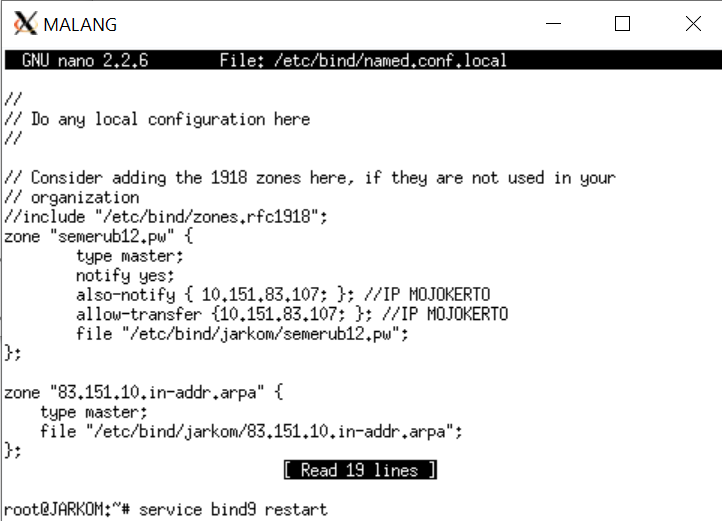 MALANG
GNU nano 2.2.6 File: /etc/bind/named.conf.local
//
// Do any local configuration here
//
// Consider adding the 1918 zones here, if they are not used in your
// organization
//include "/etc/bind/zones.rfc1918";
zone "semerub12.pw" {
        type master;
        notify yes;
        also-notify { 10.151.83.107; }; //IP MOJOKERTO
        allow-transfer {10.151.83.107; }; //IP MOJOKERTO
        file "/etc/bind/jarkom/semerub12.pw";
};
zone "83.151.10.in-addr.arpa" {
    type master;
    file "/etc/bind/jarkom/83.151.10.in-addr.arpa";
};
[ Read 19 lines ]
root@JARKOM:~# service bind9 restart